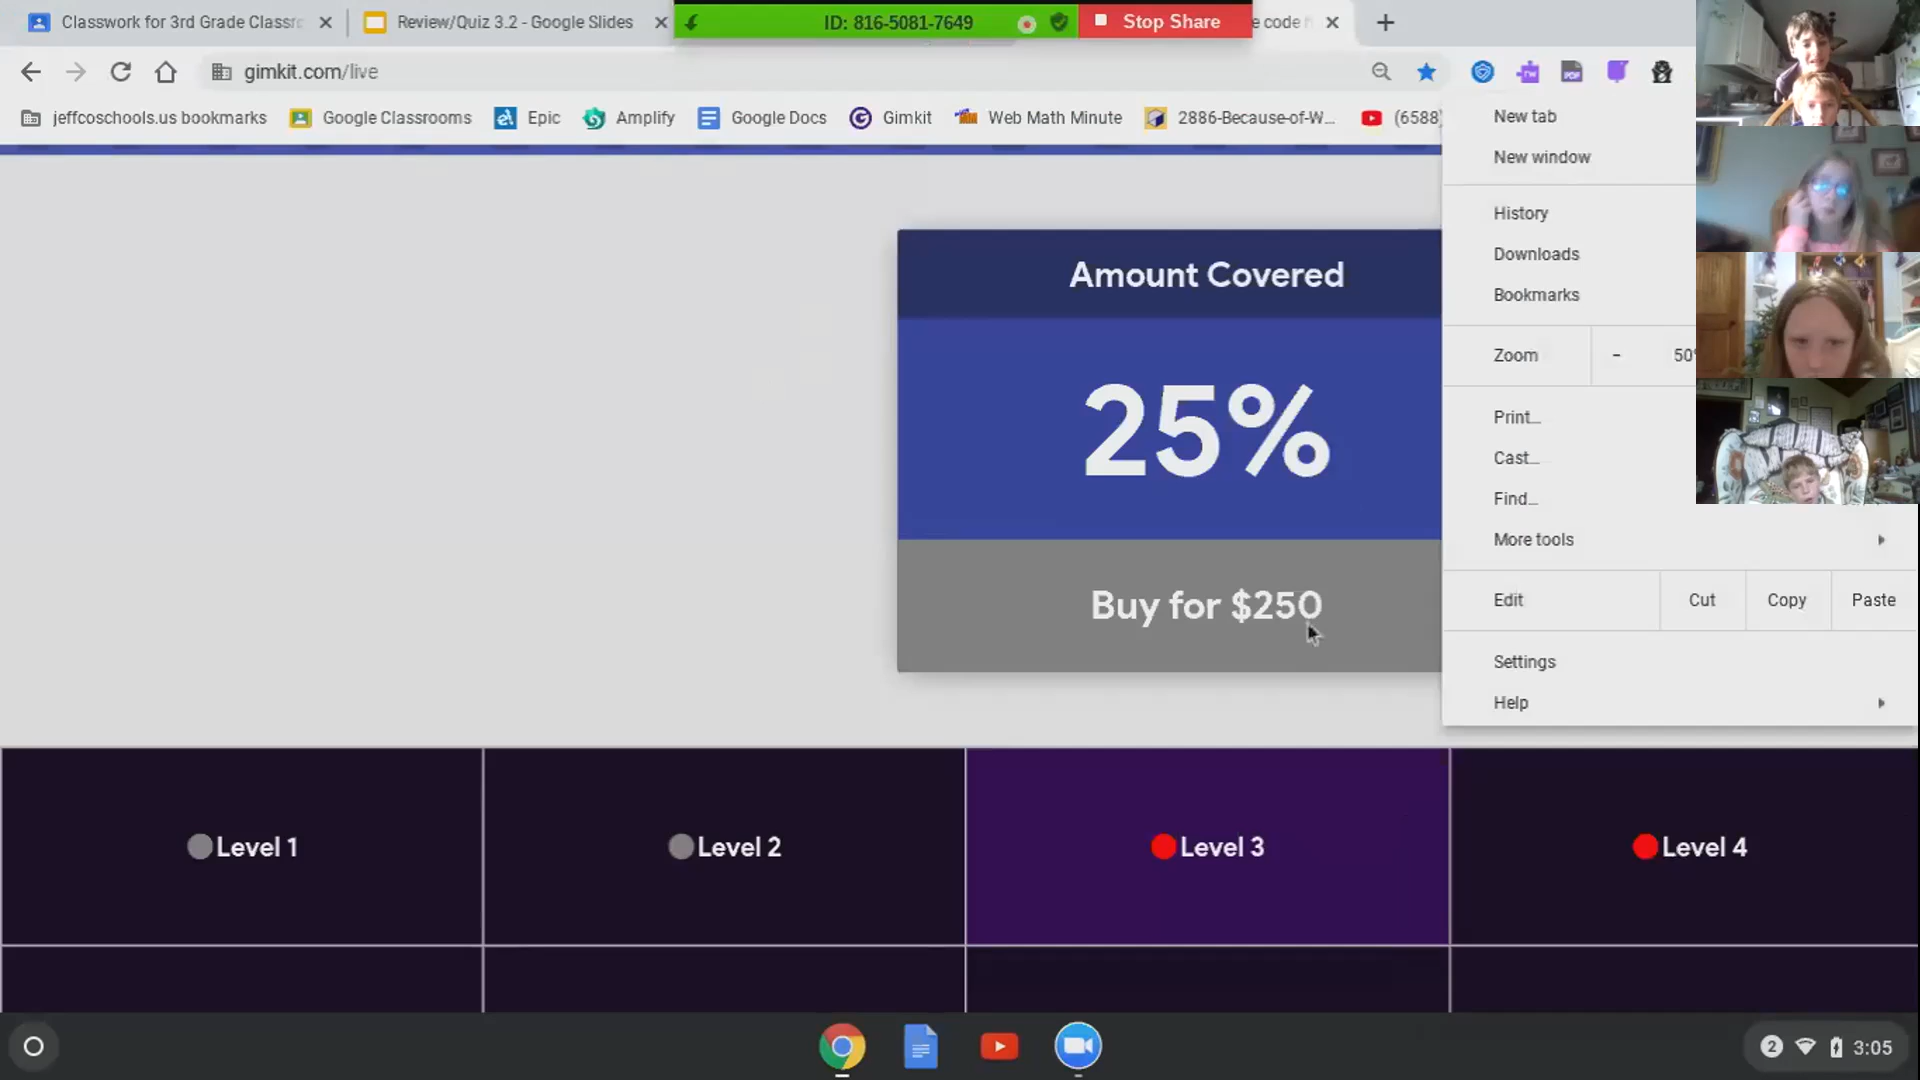 Classwork for 3rd Grade Classr
Review/Quiz 3.2 - Google Slides
ID: 816-5081-7649
Stop Share
e code
gimkit.com/live
jeffcoschools.us bookmarks
Google Classrooms
Epic
Amplify
Google Docs
Gimkit
Web Math Minute
2886-Because-of-W...
(6588)
New tab
New window
History
Downloads
Bookmarks
Zoom
-
50%
Print...
Cast...
Find...
More tools
Edit
Cut
Copy
Paste
Settings
Help
Amount Covered
25%
Buy for $250
Level 1
Level 2
Level 3
Level 4
2
3:05